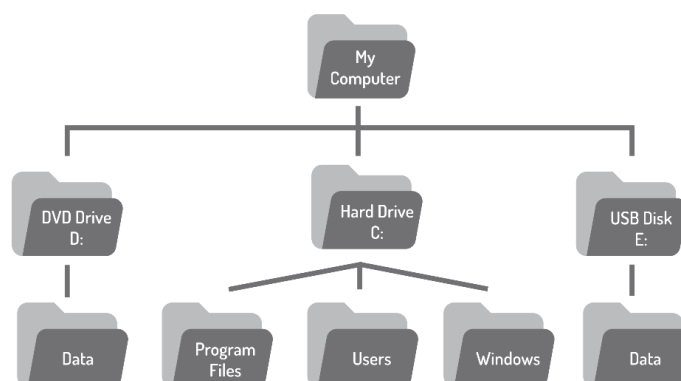 My
Computer
DVD Drive
D:
Hard Drive
C:
USB Disk
E:
Data
Program
Files
Users
Windows
Data